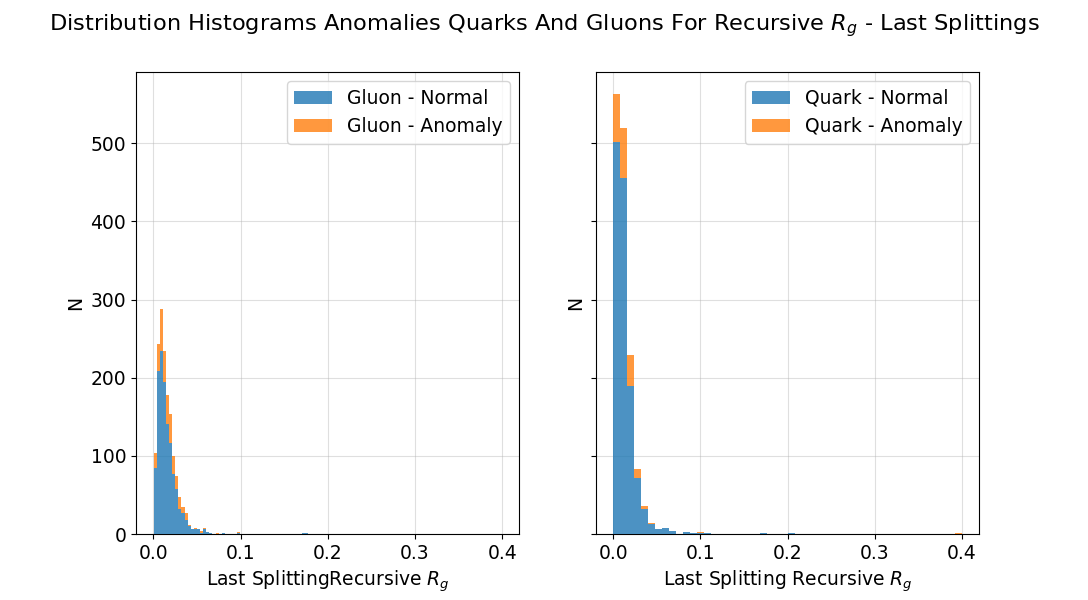 Distribution Histograms Anomalies Quarks And Gluons For Recursive $R_g$ - Last Splittings
Gluon - Normal
Gluon - Anomaly
500
400
300
200
100
0
N
0.0 0.1 0.2 0.3 0.4
Last SplittingRecursive $R_g$
Quark - Normal
Quark - Anomaly
N
0.0 0.1 0.2 0.3 0.4
Last Splitting Recursive $R_g$